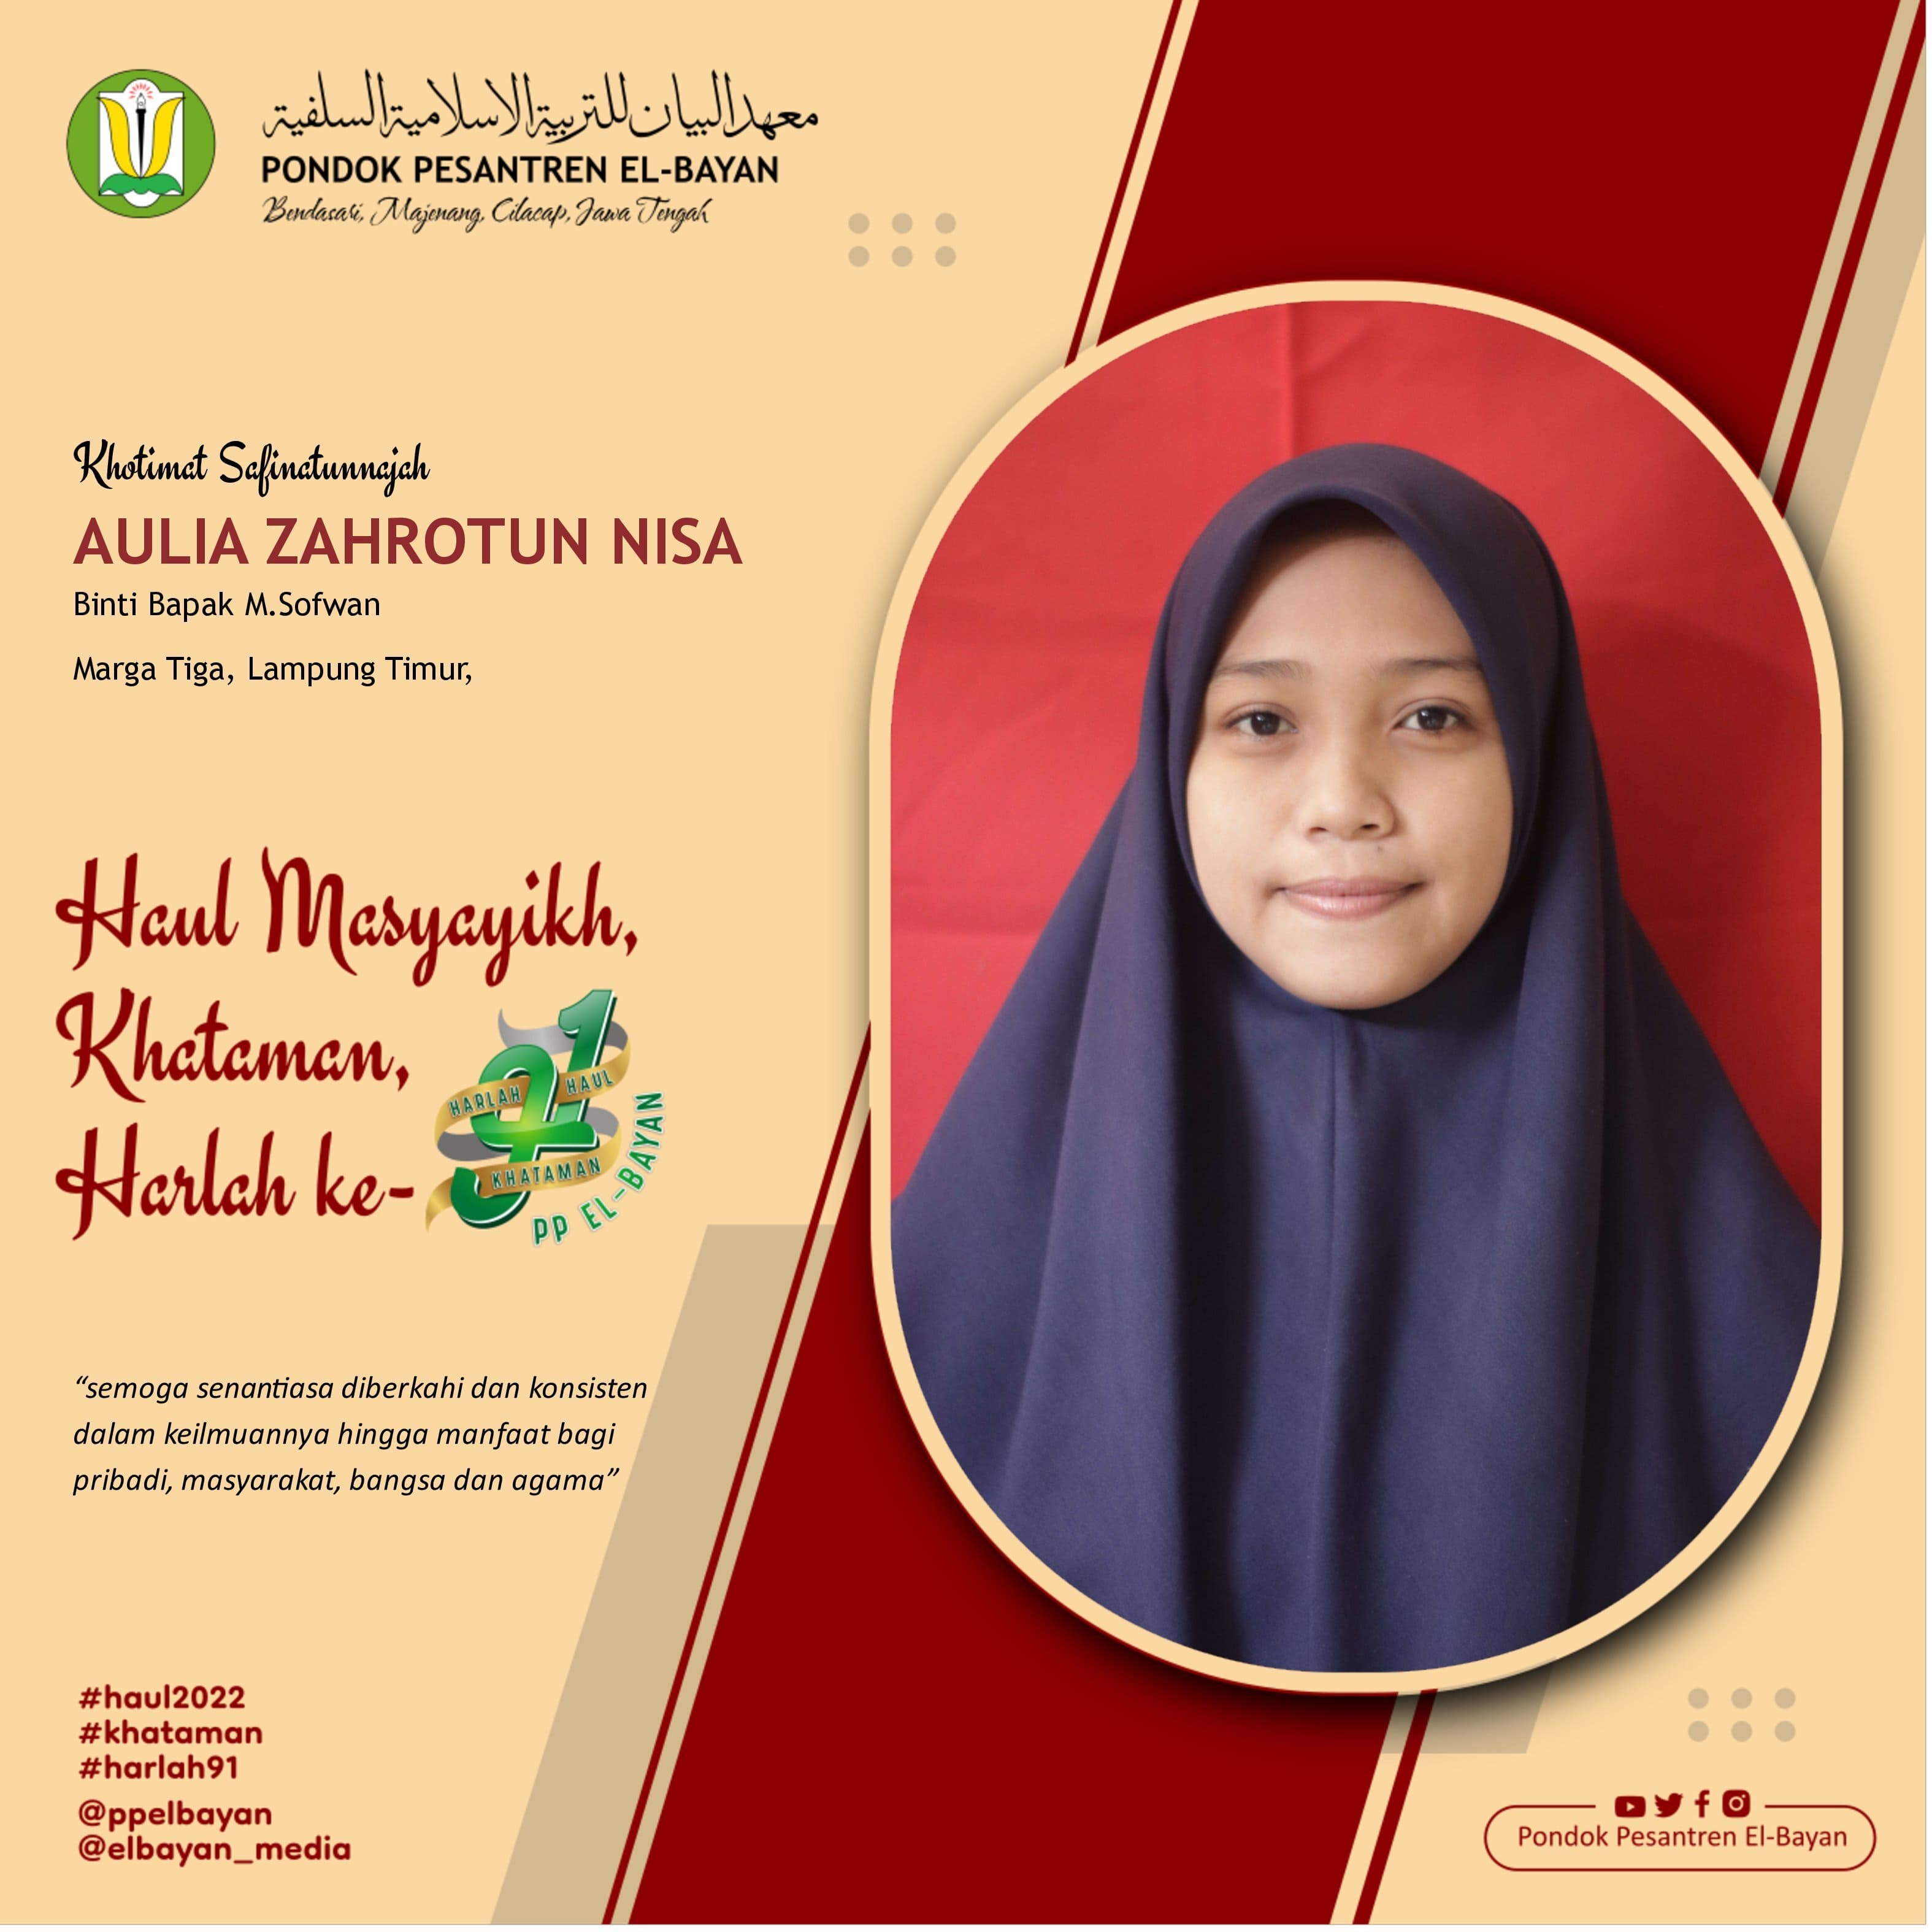 معهد البيان للتربية الاسلامية السلفية
PONDOK PESANTREN EL-BAYAN
Bendasari, Majenang, Cilacap, Jawa Tengah
Khotimat Safinatunnajah
AULIA ZAHROTUN NISA
Binti Bapak M.Sofwan
Marga Tiga, Lampung Timur,
Haul Masyayikh,
Khataman,
Harlah ke-
91
HARLAH HAUL
KHATAMAN
PP EL-BAYAN
“semoga senantiasa diberkahi dan konsisten
dalam keilmuannya hingga manfaat bagi
pribadi, masyarakat, bangsa dan agama”
#haul2022
#khataman
#harlah91
@ppelbayan
@elbayan_media
Pondok Pesantren El-Bayan